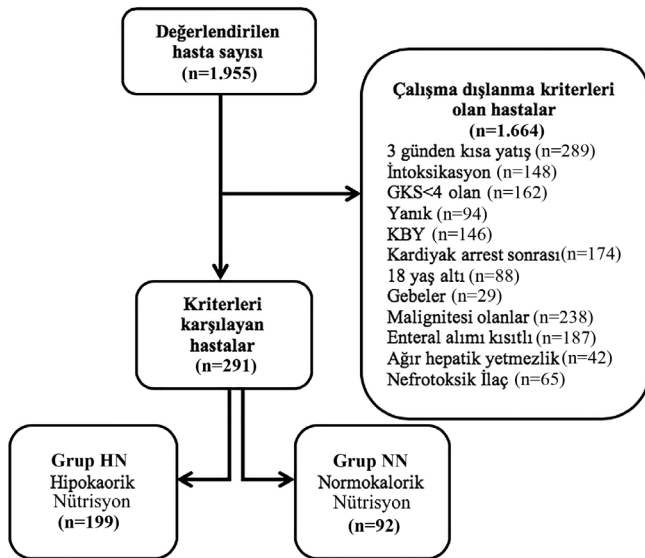 Değerlendirilen
hasta sayısı
(n=1.955)
Çalışma dışlanma kriterleri
olan hastalar
(n=1.664)
3 günden kısa yatış (n=289)
İntoksikasyon (n=148)
GKS<4 olan (n=162)
Yanık (n=94)
KBY (n=146)
Kardiyak arrest sonrası(n=174)
18 yaş altı (n=88)
Gebeler (n=29)
Malignitesi olanlar (n=238)
Enteral alımı kısıtlı (n=187)
Ağır hepatik yetmezlik (n=42)
Nefrotoksik İlaç (n=65)
Kriterleri
karşılayan
hastalar
(n=291)
Grup HN
Hipokaorik
Nütrisyon
(n=199)
Grup NN
Normokalorik
Nütrisyon
(n=92)